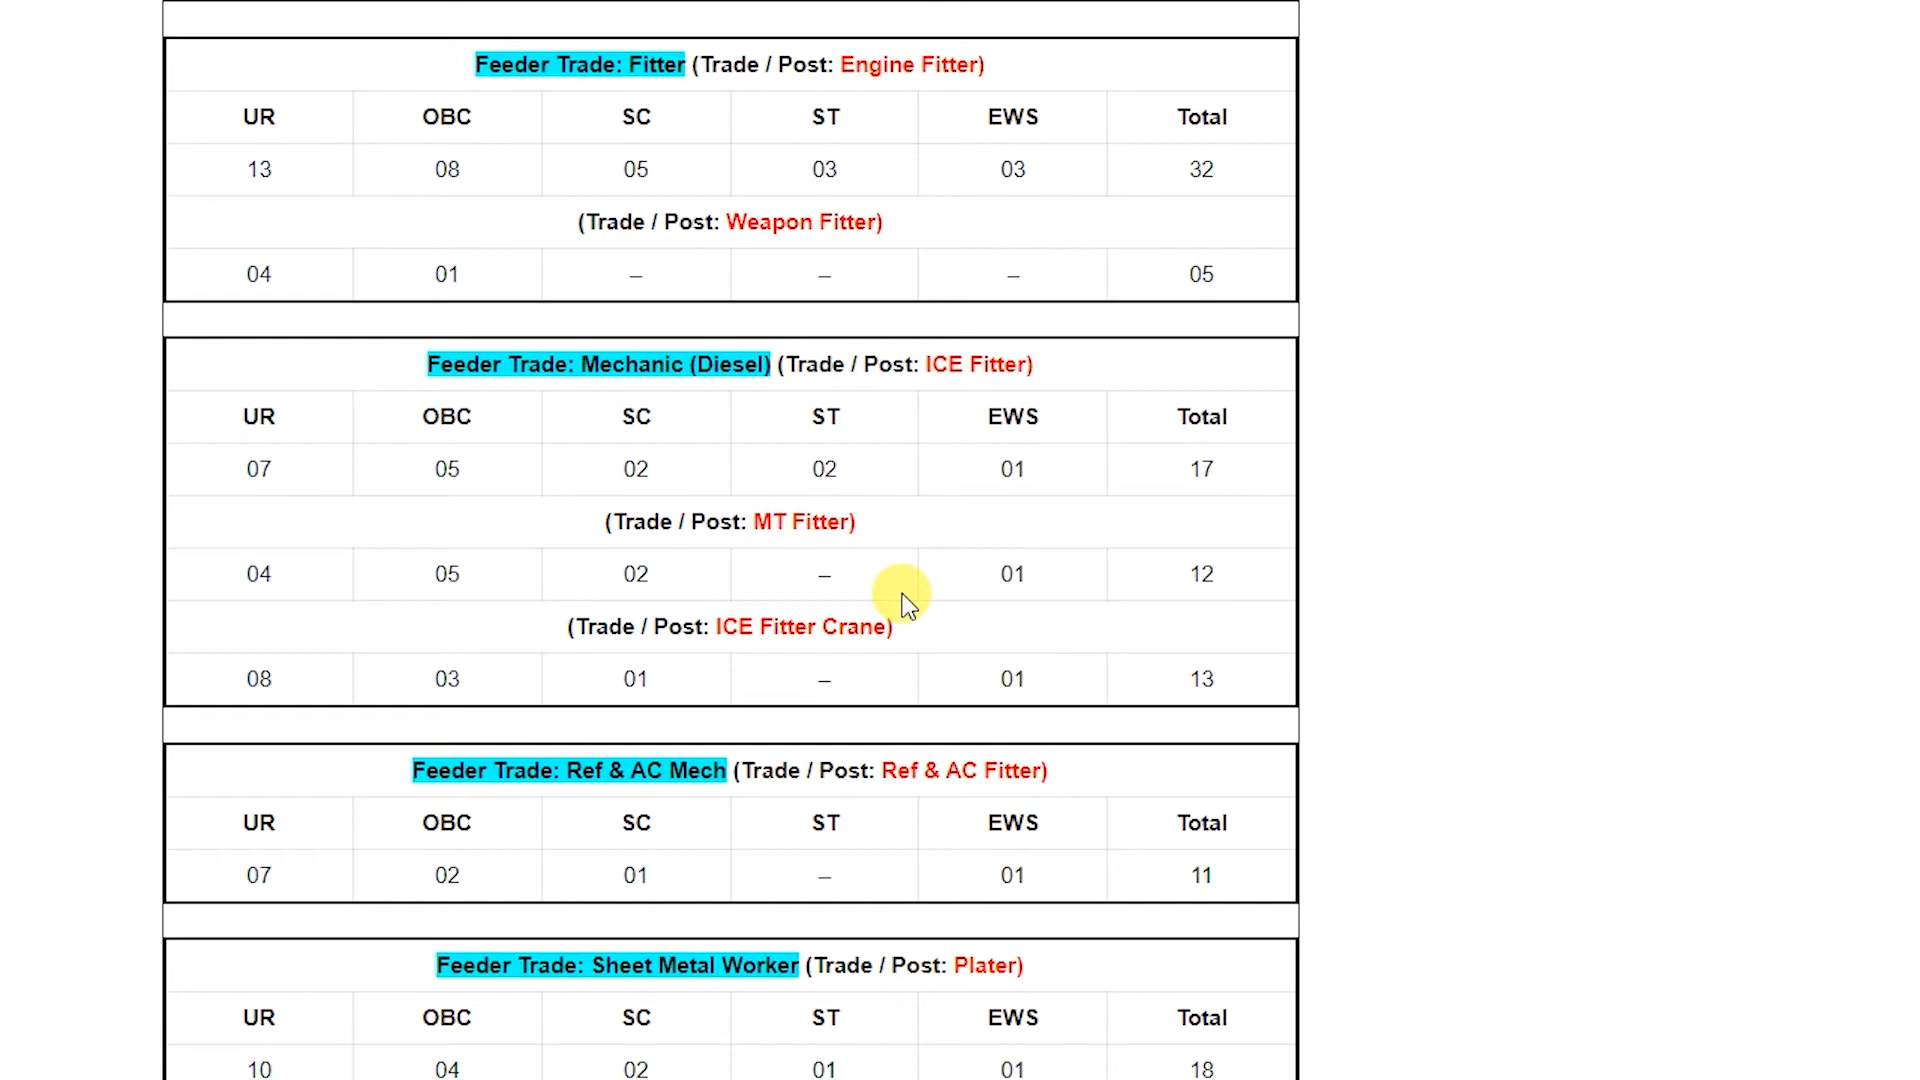 Feeder Trade: Fitter (Trade / Post: Engine Fitter)
UR OBC SC ST EWS Total
13 08 05 03 03 32
(Trade / Post: Weapon Fitter)
04 01 – – – 05
Feeder Trade: Mechanic (Diesel) (Trade / Post: ICE Fitter)
UR OBC SC ST EWS Total
07 05 02 02 01 17
(Trade / Post: MT Fitter)
04 05 02 – 01 12
(Trade / Post: ICE Fitter Crane)
08 03 01 – 01 13
Feeder Trade: Ref & AC Mech (Trade / Post: Ref & AC Fitter)
UR OBC SC ST EWS Total
07 02 01 – 01 11
Feeder Trade: Sheet Metal Worker (Trade / Post: Plater)
UR OBC SC ST EWS Total
10 04 02 01 01 18